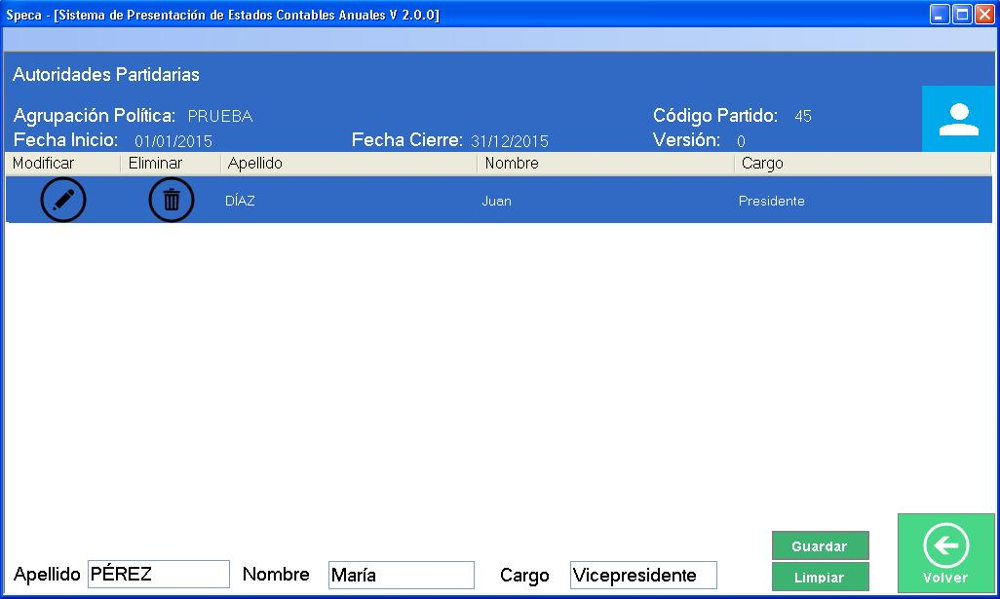 Speca - [Sistema de Presentación de Estados Contables Anuales V 2.0.0]
Autoridades Partidarias
Agrupación Política: PRUEBA Código Partido: 45
Fecha Inicio: 01/01/2015 Fecha Cierre: 31/12/2015 Versión: 0
Modificar Eliminar Apellido Nombre Cargo
DÍAZ Juan Presidente
Guardar
Apellido PÉREZ Nombre María Cargo Vicepresidente
Limpiar Volver